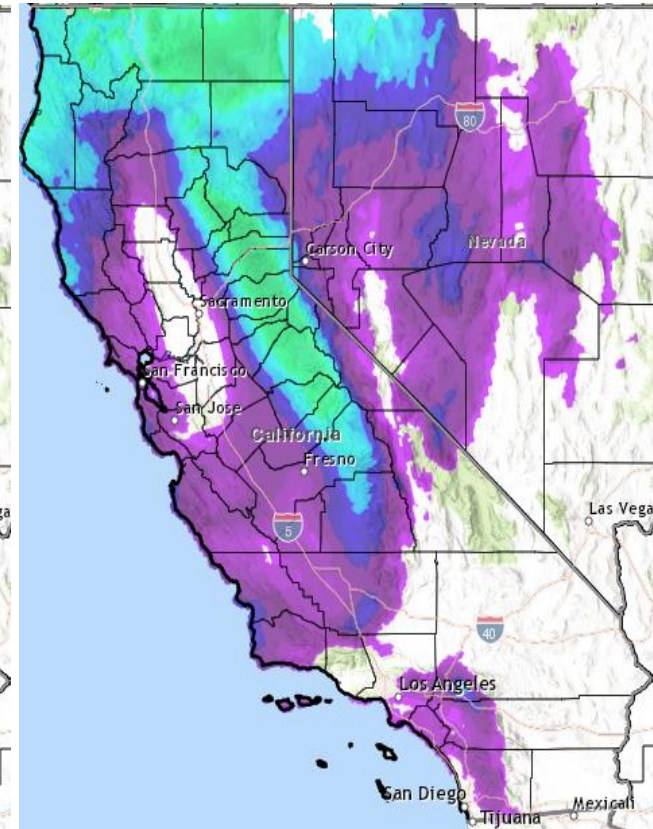 80
Carson City
Nevada
Sacramento
San Francisco
San Jose
California
Fresno
5
Las Vega
40
Los Angeles
San Diego
Tijuana
Mexicali